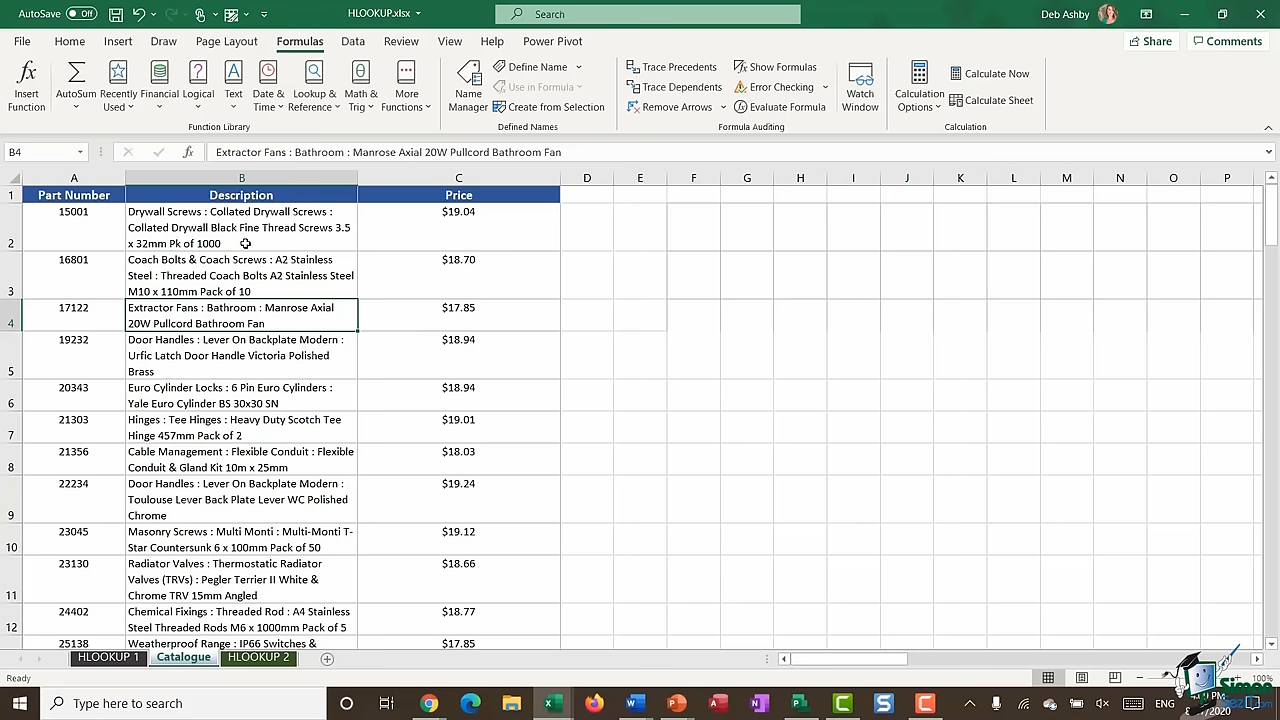 AutoSave Off HLOOKUP.xlsx Search Deb Ashby
File Home Insert Draw Page Layout Formulas Data Review View Help Power Pivot Share Comments
fx Insert Function
AutoSum
Recently Used
Financial
Logical
Text
Date & Time
Lookup & Reference
Math & Trig
More Functions
Function Library
Name Manager
Define Name
Use in Formula
Create from Selection
Defined Names
Trace Precedents
Trace Dependents
Remove Arrows
Show Formulas
Error Checking
Evaluate Formula
Watch Window
Formula Auditing
Calculation Options
Calculate Now
Calculate Sheet
Calculation
B4 fx Extractor Fans : Bathroom : Manrose Axial 20W Pullcord Bathroom Fan
A B C D E F G H I J K L M N O P
1 Part Number Description Price
15001 Drywall Screws : Collated Drywall Screws : $19.04
Collated Drywall Black Fine Thread Screws 3.5
2 x 32mm Pk of 1000
16801 Coach Bolts & Coach Screws : A2 Stainless $18.70
Steel : Threaded Coach Bolts A2 Stainless Steel
3 M10 x 110mm Pack of 10
17122 Extractor Fans : Bathroom : Manrose Axial $17.85
4 20W Pullcord Bathroom Fan
19232 Door Handles : Lever On Backplate Modern : $18.94
Urfic Latch Door Handle Victoria Polished
5 Brass
20343 Euro Cylinder Locks : 6 Pin Euro Cylinders : $18.94
6 Yale Euro Cylinder BS 30x30 SN
21303 Hinges : Tee Hinges : Heavy Duty Scotch Tee $19.01
7 Hinge 457mm Pack of 2
21356 Cable Management : Flexible Conduit : Flexible $18.03
8 Conduit & Gland Kit 10m x 25mm
22234 Door Handles : Lever On Backplate Modern : $19.24
Toulouse Lever Back Plate Lever WC Polished
9 Chrome
23045 Masonry Screws : Multi Monti : Multi-Monti T- $19.12
10 Star Countersunk 6 x 100mm Pack of 50
23130 Radiator Valves : Thermostatic Radiator $18.66
Valves (TRVs) : Pegler Terrier II White &
11 Chrome TRV 15mm Angled
24402 Chemical Fixings : Threaded Rod : A4 Stainless $18.77
12 Steel Threaded Rods M6 x 1000mm Pack of 5
25138 Weatherproof Range : IP66 Switches & $17.85
HLOOKUP 1 Catalogue HLOOKUP 2
Ready 100%
Type here to search